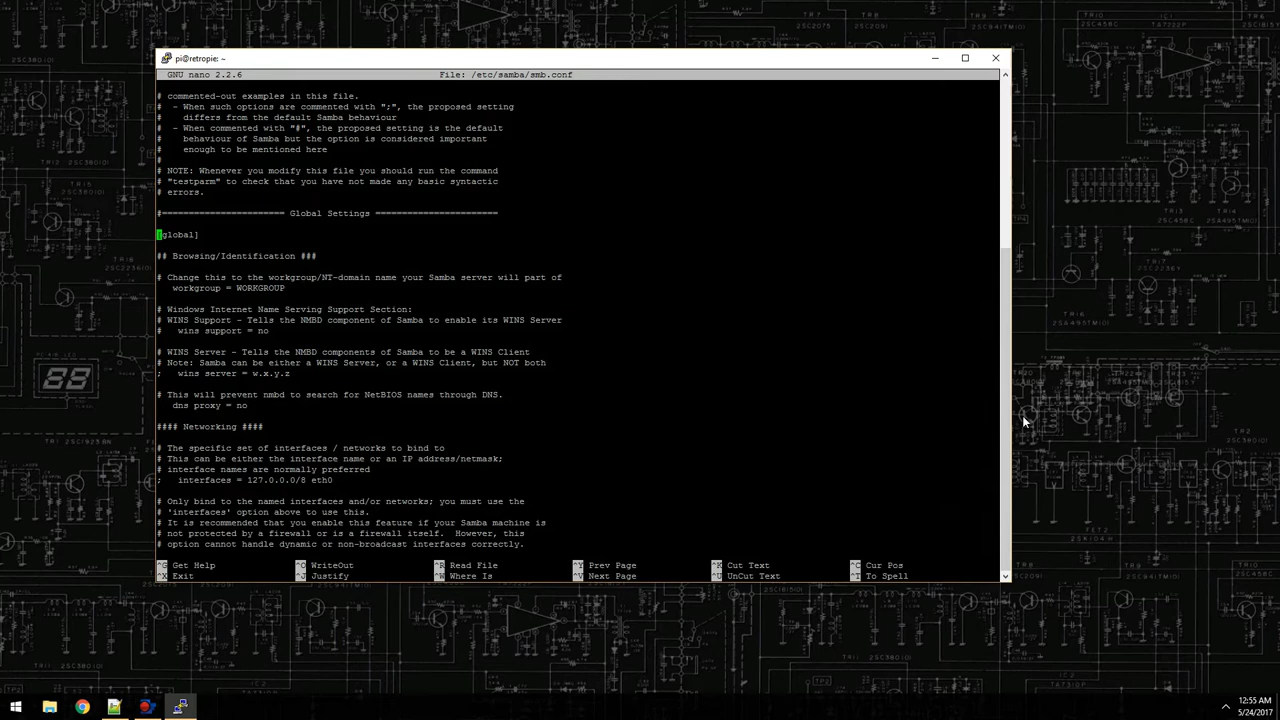 pi@retropie: ~
GNU nano 2.2.6 File: /etc/samba/smb.conf
# commented-out examples in this file.
#  - When such options are commented with ";", the proposed setting
#    differs from the default Samba behaviour
#  - When commented with "#", the proposed setting is the default
#    behaviour of Samba but the option is considered important
#    enough to be mentioned here
#
# NOTE: Whenever you modify this file you should run the command
# "testparm" to check that you have not made any basic syntactic
# errors.
#======================= Global Settings =======================
[global]
## Browsing/Identification ###
# Change this to the workgroup/NT-domain name your Samba server will part of
workgroup = WORKGROUP
# Windows Internet Name Serving Support Section:
# WINS Support - Tells the NMBD component of Samba to enable its WINS Server
#   wins support = no
# WINS Server - Tells the NMBD components of Samba to be a WINS Client
# Note: Samba can be either a WINS Server, or a WINS Client, but NOT both
;   wins server = w.x.y.z
# This will prevent nmbd to search for NetBIOS names through DNS.
dns proxy = no
#### Networking ####
# The specific set of interfaces / networks to bind to
# This can be either the interface name or an IP address/netmask;
# interface names are normally preferred
;   interfaces = 127.0.0.0/8 eth0
# Only bind to the named interfaces and/or networks; you must use the
# 'interfaces' option above to use this.
# It is recommended that you enable this feature if your Samba machine is
# not protected by a firewall or is a firewall itself.  However, this
# option cannot handle dynamic or non-broadcast interfaces correctly.
^G Get Help ^O WriteOut ^R Read File ^Y Prev Page ^K Cut Text ^C Cur Pos
^X Exit ^J Justify ^W Where Is ^V Next Page ^U UnCut Text ^T To Spell
12:55 AM
5/24/2017